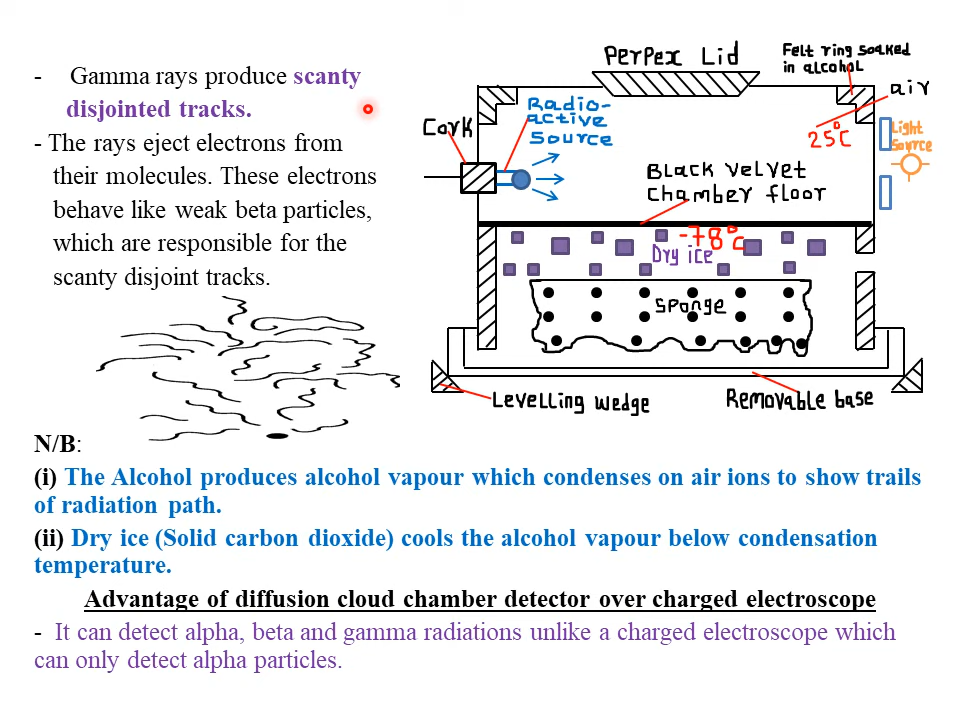 - Gamma rays produce scanty
disjointed tracks.
- The rays eject electrons from
their molecules. These electrons
behave like weak beta particles,
which are responsible for the
scanty disjoint tracks.
Perpex Lid
Felt ring soaked
in alcohol
air
Cork
Radio-
active
Source
25°C
Light
Source
Black velvet
chamber floor
-78°C
Dry ice
Sponge
Levelling wedge
Removable base
N/B:
(i) The Alcohol produces alcohol vapour which condenses on air ions to show trails
of radiation path.
(ii) Dry ice (Solid carbon dioxide) cools the alcohol vapour below condensation
temperature.
Advantage of diffusion cloud chamber detector over charged electroscope
- It can detect alpha, beta and gamma radiations unlike a charged electroscope which
can only detect alpha particles.